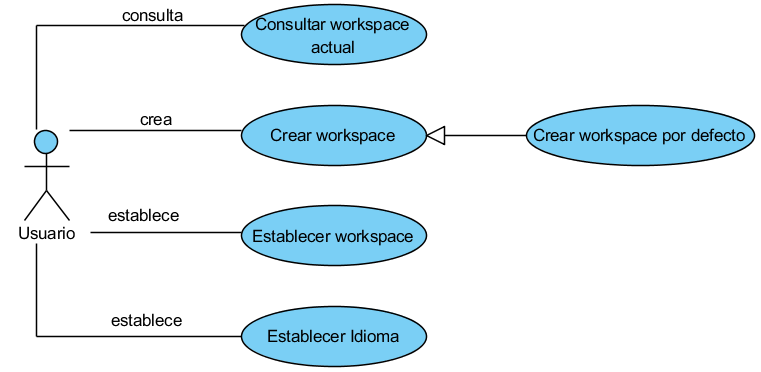 consulta
Consultar workspace
actual
crea
Crear workspace
Crear workspace por defecto
Usuario
establece
Establecer workspace
establece
Establecer Idioma